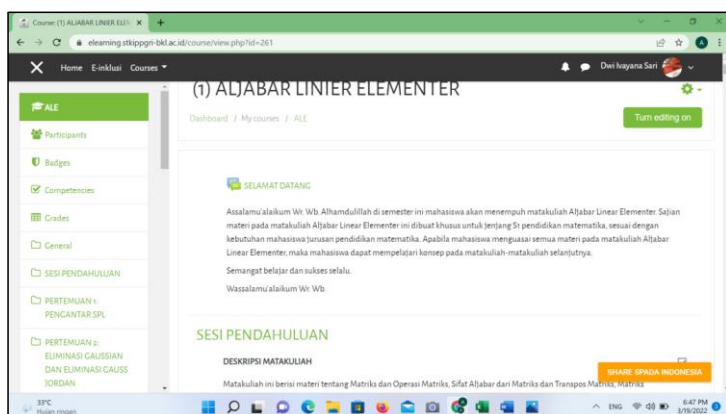 Course: (1) ALJABAR LINIER ELE
elearning.stkippgri-bkl.ac.id/course/view.php?id=261
Home E-inklusi Courses
Dwi Ivayana Sari
ALE
Participants
Badges
Competencies
Grades
General
SESI PENDAHULUAN
PERTEMUAN 1:
PENGANTAR SPL
PERTEMUAN 2:
ELIMINASI GAUSSIAN
DAN ELIMINASI GAUSS
JORDAN
(1) ALJABAR LINIER ELEMENTER
Dashboard / My courses / ALE
Turn editing on
SELAMAT DATANG
Assalamu'alaikum Wr. Wb. Alhamdulillah di semester ini mahasiswa akan menempuh matakuliah Aljabar Linear Elementer. Sajian
materi pada matakuliah Aljabar Linear Elementer ini dibuat khusus untuk jenjang S1 pendidikan matematika, sesuai dengan
kebutuhan mahasiswa jurusan pendidikan matematika. Apabila mahasiswa menguasai semua materi pada matakuliah Aljabar
Linear Elementer, maka mahasiswa dapat mempelajari konsep pada matakuliah-matakuliah selanjutnya.
Semangat belajar dan sukses selalu.
Wassalamu'alaikum Wr. Wb.
SESI PENDAHULUAN
DESKRIPSI MATAKULIAH
SHARE SPADA INDONESIA
Matakuliah ini berisi materi tentang Matriks dan Operasi Matriks, Sifat Aljabar dari Matriks dan Transpos Matriks, Matriks
33°C
Hujan ringan
ENG
6:47 PM
3/19/2022